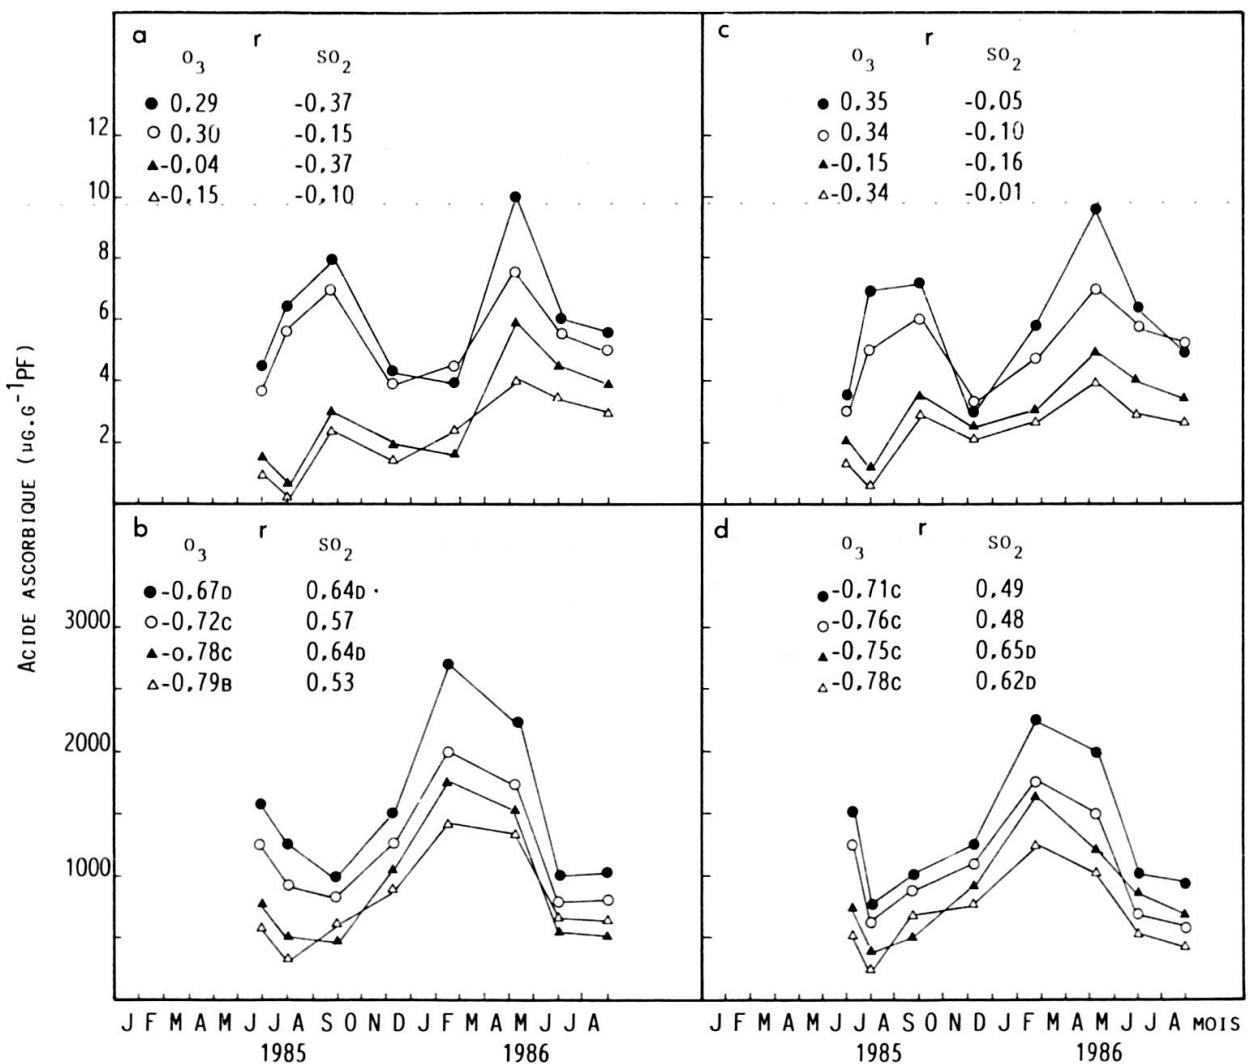 a r
O3 SO2
● 0,29 -0,37
○ 0,30 -0,15
▲ -0,04 -0,37
△ -0,15 -0,10
c r
O3 SO2
● 0,35 -0,05
○ 0,34 -0,10
▲ -0,15 -0,16
△ -0,34 -0,01
12
10
8
6
4
2
ACIDE ASCORBIQUE (µG.G-1PF)
b r
O3 SO2
● -0,67D 0,64D
○ -0,72C 0,57
▲ -0,78C 0,64D
△ -0,79B 0,53
d r
O3 SO2
● -0,71C 0,49
○ -0,76C 0,48
▲ -0,75C 0,65D
△ -0,78C 0,62D
3000
2000
1000
J F M A M J J A S O N D J F M A M J J A
1985 1986
J F M A M J J A S O N D J F M A M J J A MOIS
1985 1986